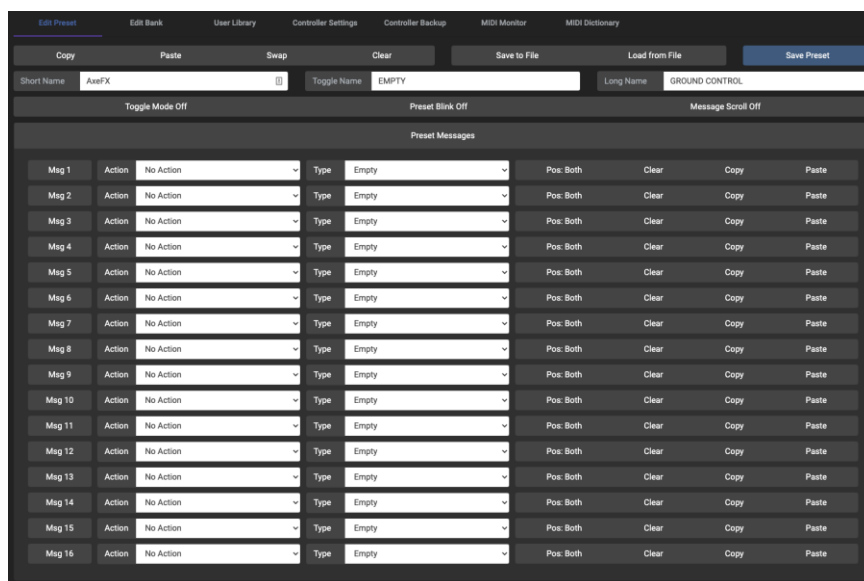 Edit Preset Edit Bank User Library Controller Settings Controller Backup MIDI Monitor MIDI Dictionary
Copy Paste Swap Clear Save to File Load from File Save Preset
Short Name AxeFX Toggle Name EMPTY Long Name GROUND CONTROL
Toggle Mode Off Preset Blink Off Message Scroll Off
Preset Messages
Msg 1 Action No Action Type Empty Pos: Both Clear Copy Paste
Msg 2 Action No Action Type Empty Pos: Both Clear Copy Paste
Msg 3 Action No Action Type Empty Pos: Both Clear Copy Paste
Msg 4 Action No Action Type Empty Pos: Both Clear Copy Paste
Msg 5 Action No Action Type Empty Pos: Both Clear Copy Paste
Msg 6 Action No Action Type Empty Pos: Both Clear Copy Paste
Msg 7 Action No Action Type Empty Pos: Both Clear Copy Paste
Msg 8 Action No Action Type Empty Pos: Both Clear Copy Paste
Msg 9 Action No Action Type Empty Pos: Both Clear Copy Paste
Msg 10 Action No Action Type Empty Pos: Both Clear Copy Paste
Msg 11 Action No Action Type Empty Pos: Both Clear Copy Paste
Msg 12 Action No Action Type Empty Pos: Both Clear Copy Paste
Msg 13 Action No Action Type Empty Pos: Both Clear Copy Paste
Msg 14 Action No Action Type Empty Pos: Both Clear Copy Paste
Msg 15 Action No Action Type Empty Pos: Both Clear Copy Paste
Msg 16 Action No Action Type Empty Pos: Both Clear Copy Paste